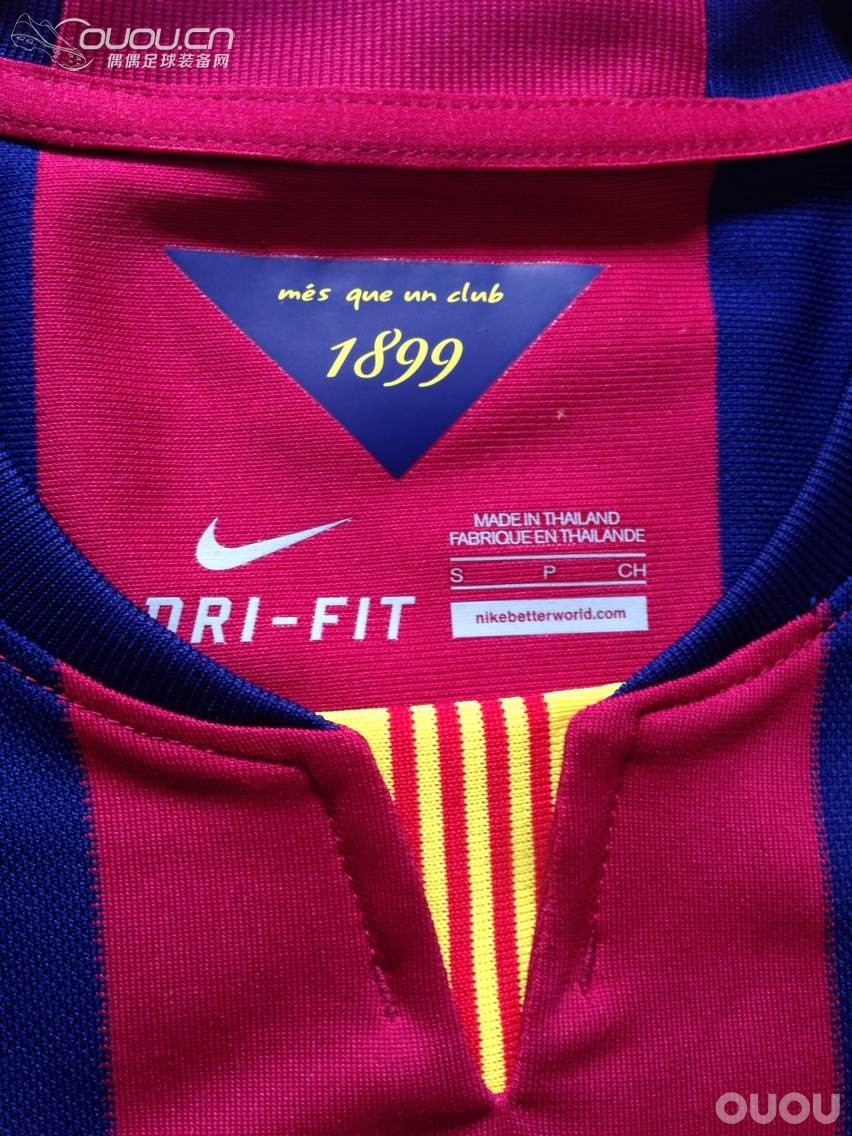 OUOU.CN
偶偶足球装备网
més que un club
1899
MADE IN THAILAND
FABRIQUE EN THAILANDE
S P CH
DRI-FIT
nikebetterworld.com
OUOU